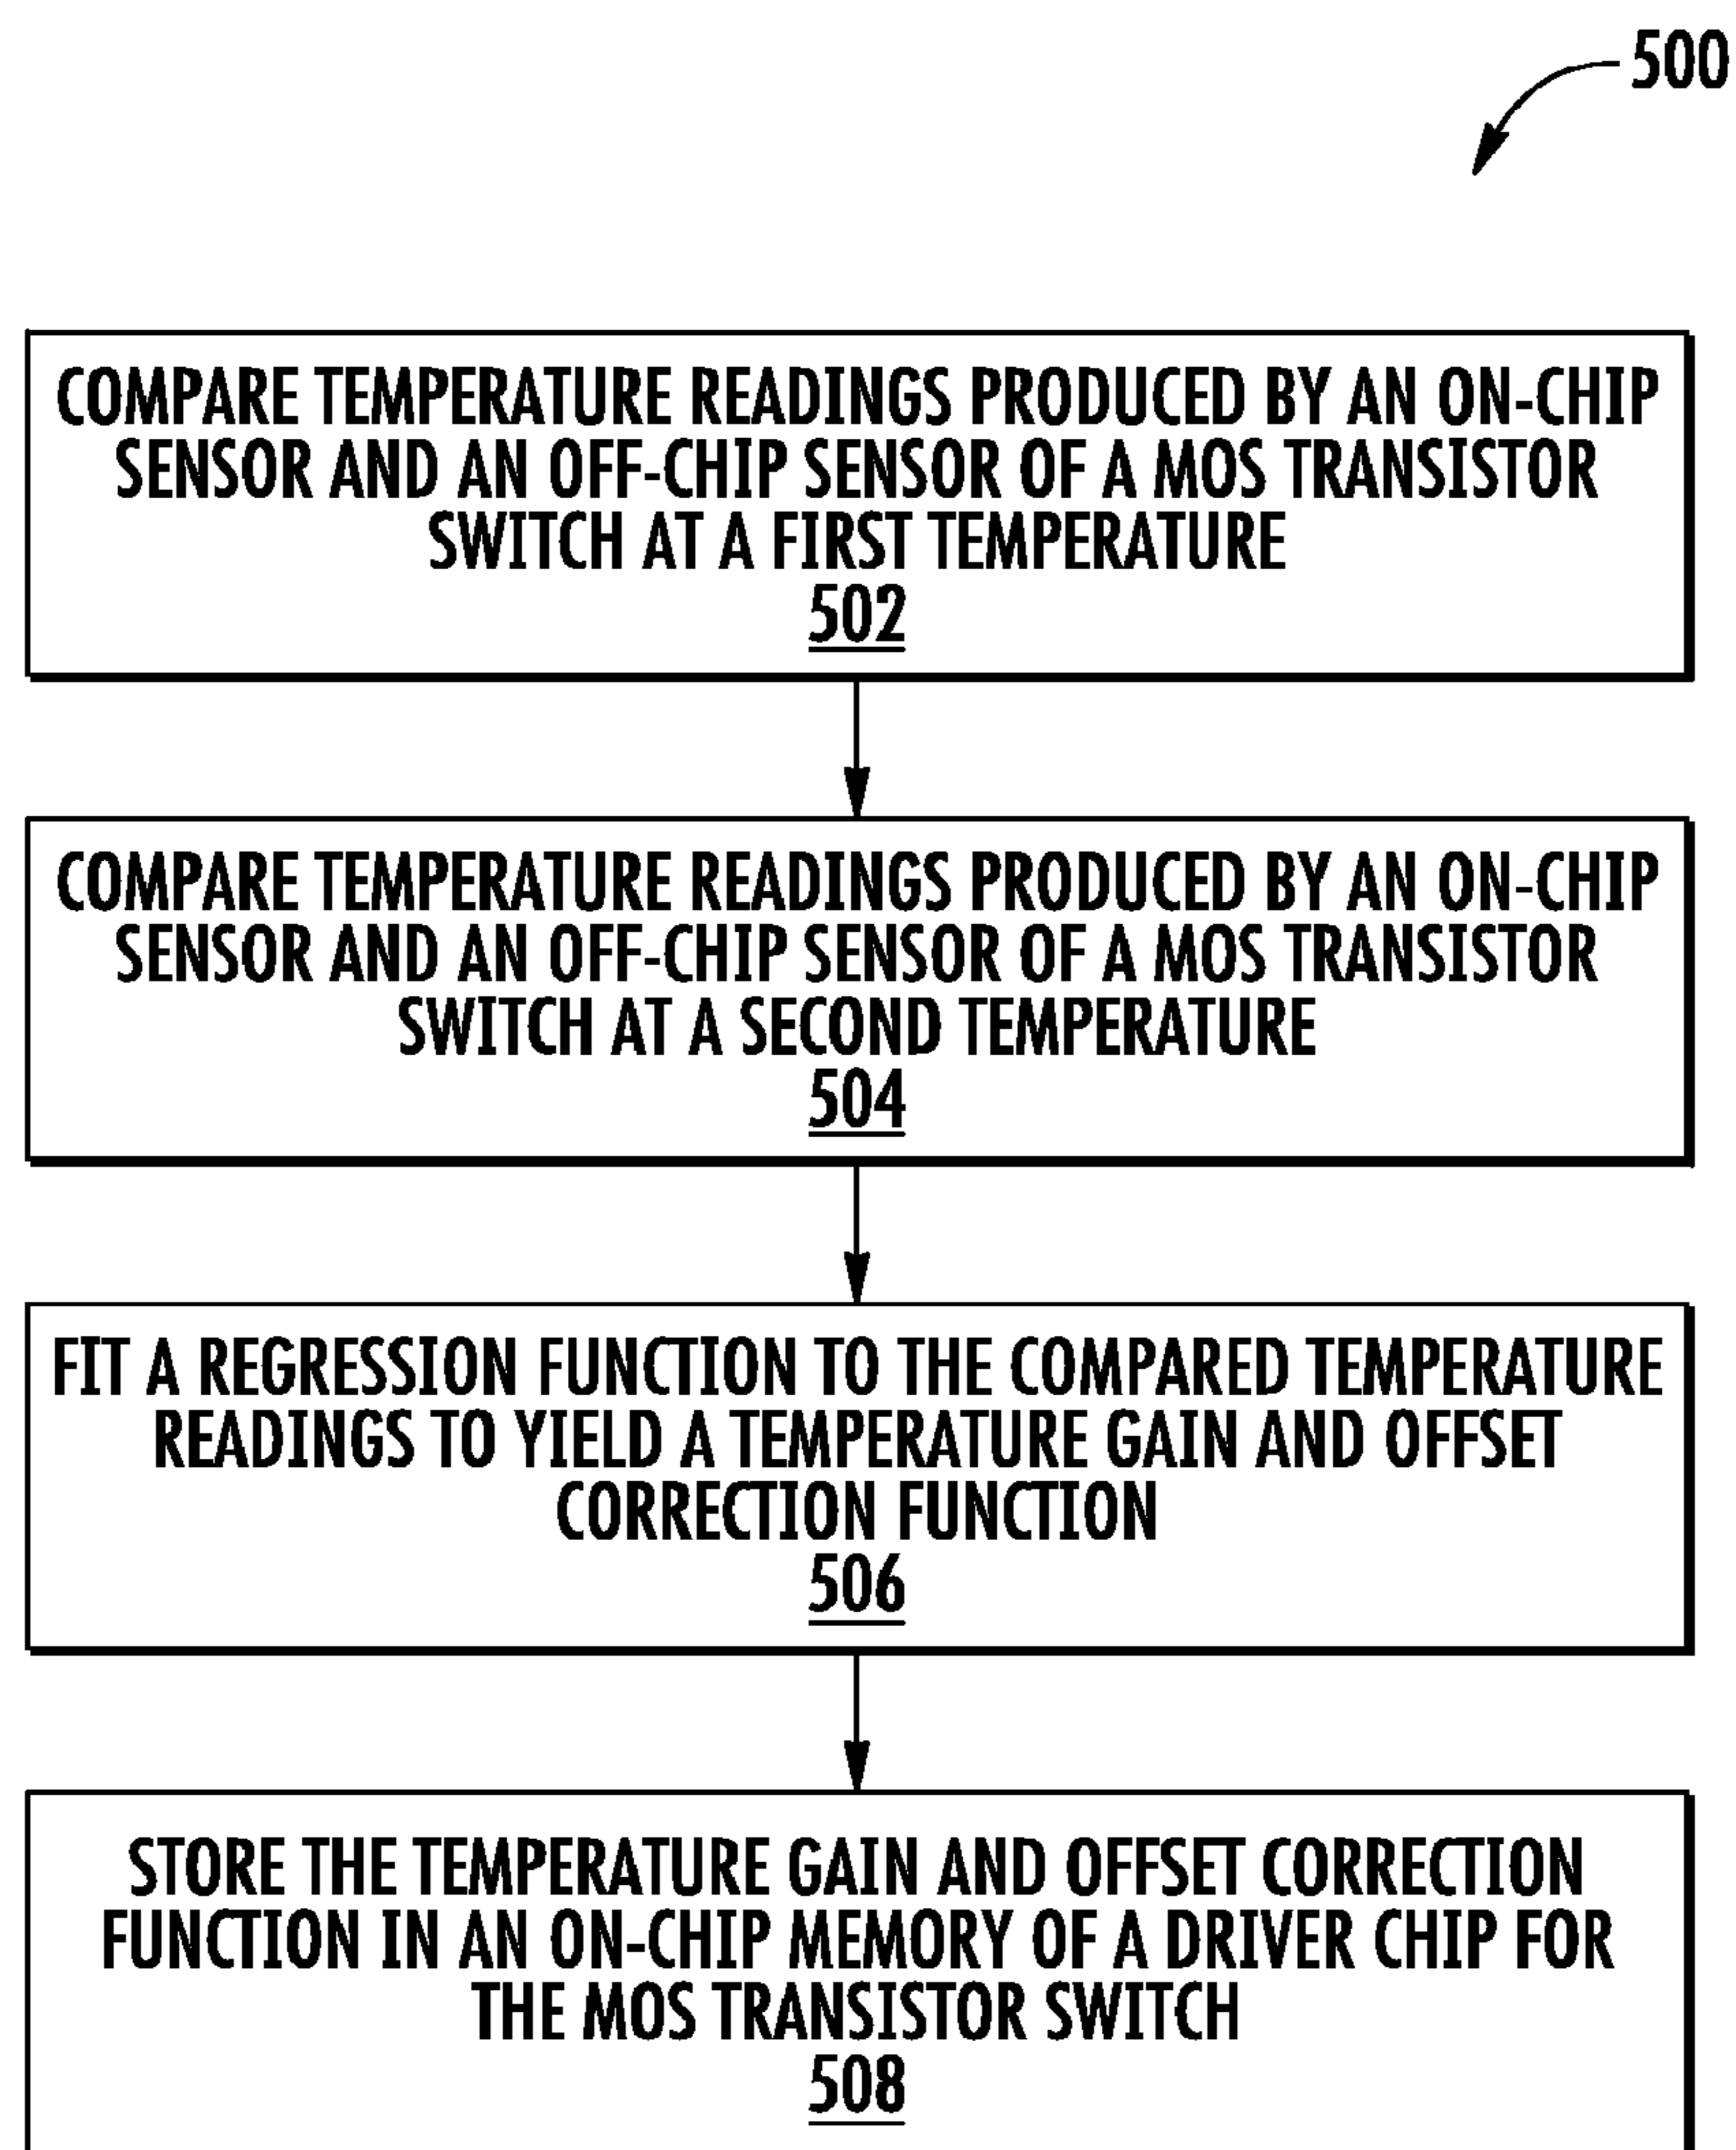 500
COMPARE TEMPERATURE READINGS PRODUCED BY AN ON-CHIP
SENSOR AND AN OFF-CHIP SENSOR OF A MOS TRANSISTOR
SWITCH AT A FIRST TEMPERATURE
502
COMPARE TEMPERATURE READINGS PRODUCED BY AN ON-CHIP
SENSOR AND AN OFF-CHIP SENSOR OF A MOS TRANSISTOR
SWITCH AT A SECOND TEMPERATURE
504
FIT A REGRESSION FUNCTION TO THE COMPARED TEMPERATURE
READINGS TO YIELD A TEMPERATURE GAIN AND OFFSET
CORRECTION FUNCTION
506
STORE THE TEMPERATURE GAIN AND OFFSET CORRECTION
FUNCTION IN AN ON-CHIP MEMORY OF A DRIVER CHIP FOR
THE MOS TRANSISTOR SWITCH
508